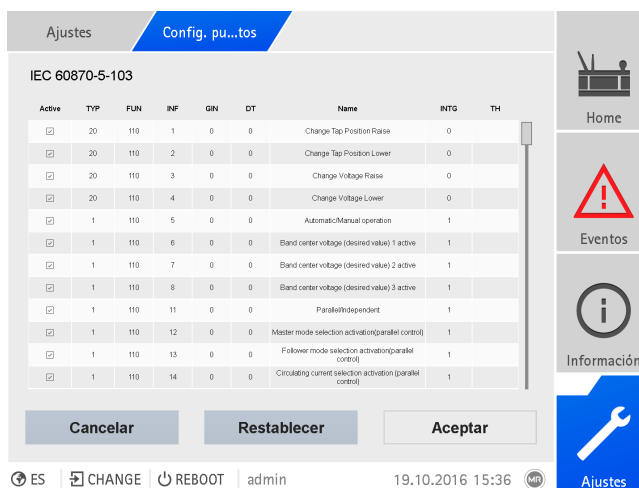 Ajustes Config. pu...tos
IEC 60870-5-103
Active TYP FUN INF GIN DT Name INTG TH
20 110 1 0 0 Change Tap Position Raise 0
20 110 2 0 0 Change Tap Position Lower 0
20 110 3 0 0 Change Voltage Raise 0
20 110 4 0 0 Change Voltage Lower 0
1 110 5 0 0 Automatic/Manual operation 1
1 110 6 0 0 Band center voltage (desired value) 1 active 1
1 110 7 0 0 Band center voltage (desired value) 2 active 1
1 110 8 0 0 Band center voltage (desired value) 3 active 1
1 110 11 0 0 Parallel/Independent 1
1 110 12 0 0 Master mode selection activation(parallel control) 1
1 110 13 0 0 Follower mode selection activation(parallel control) 1
1 110 14 0 0 Circulating current selection activation (parallel control) 1
Cancelar Restablecer Aceptar
ES CHANGE REBOOT admin 19.10.2016 15:36 MR
Home
Eventos
Información
Ajustes